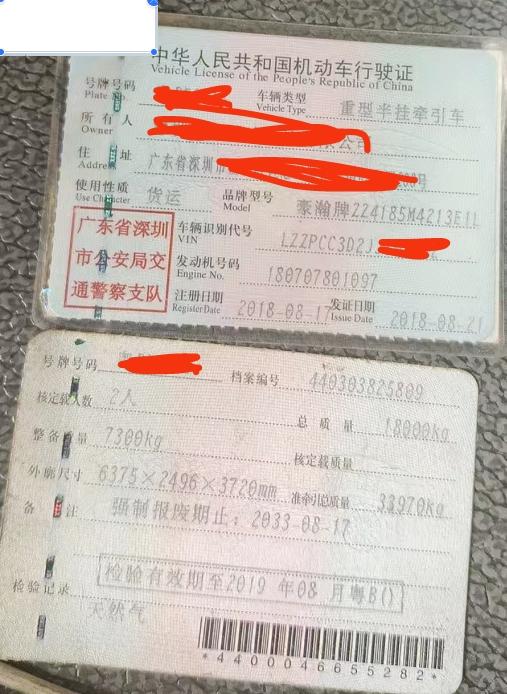 中华人民共和国机动车行驶证
Vehicle License of the People's Republic of China
号牌号码
Plate No.
车辆类型 重型半挂牵引车
Vehicle Type
所有人
Owner
公司
住址 广东省深圳市 号
Address
使用性质 货运
Use Character
品牌型号 豪瀚牌ZZ4185M4213E1L
Model
广东省深圳
市公安局交
通警察支队
车辆识别代号 LZZPCC3D2J
VIN
发动机号码 180707801097
Engine No.
注册日期 2018-08-17
Register Date
发证日期 2018-08-21
Issue Date
号牌号码
档案编号 440303825809
核定载人数 2人
总质量 18000kg
整备质量 7300kg
核定载质量
外廓尺寸 6375×2496×3720mm
准牵引总质量 33970kg
备注 强制报废期止：2033-08-17
检验记录 检验有效期至2019年08月粤B()
天然气
*4400046655282*